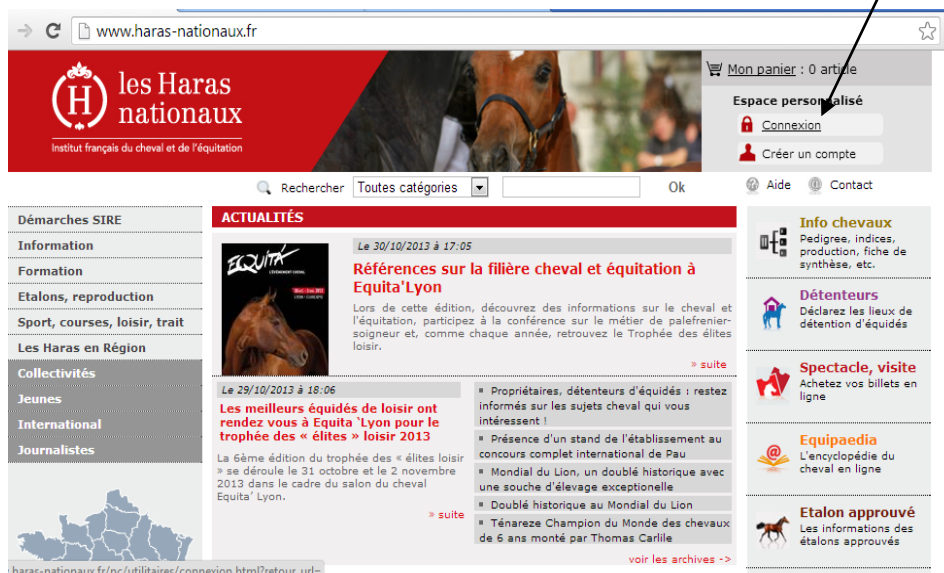 www.haras-nationaux.fr
les Haras
nationaux
Institut français du cheval et de l'équitation
Mon panier : 0 article
Espace personnalisé
Connexion
Créer un compte
Rechercher Toutes catégories Ok
Aide Contact
Démarches SIRE
Information
Formation
Etalons, reproduction
Sport, courses, loisir, trait
Les Haras en Région
Collectivités
Jeunes
International
Journalistes
ACTUALITÉS
EQUITA'
Le 30/10/2013 à 17:05
Références sur la filière cheval et équitation à
Equita'Lyon
Lors de cette édition, découvrez des informations sur le cheval et
l'équitation, participez à la conférence sur le métier de palefrenier-
soigneur et, comme chaque année, retrouvez le Trophée des élites
loisir.
» suite
Le 29/10/2013 à 18:06
Les meilleurs équidés de loisir ont
rendez vous à Equita 'Lyon pour le
trophée des « élites » loisir 2013
La 6ème édition du trophée des « élites loisir
» se déroule le 31 octobre et le 2 novembre
2013 dans le cadre du salon du cheval
Equita' Lyon.
» suite
Propriétaires, détenteurs d'équidés : restez
informés sur les sujets cheval qui vous
intéressent !
Présence d'un stand de l'établissement au
concours complet international de Pau
Mondial du Lion, un doublé historique avec
une souche d'élevage exceptionelle
Doublé historique au Mondial du Lion
Ténareze Champion du Monde des chevaux
de 6 ans monté par Thomas Carlile
voir les archives ->
Info chevaux
Pedigree, indices,
production, fiche de
synthèse, etc.
Détenteurs
Déclarez les lieux de
détention d'équidés
Spectacle, visite
Achetez vos billets en
ligne
Equipaedia
L'encyclopédie du
cheval en ligne
Etalon approuvé
Les informations des
étalons approuvés
haras-nationaux.fr/nc/utilitaires/connexion.html?retour_url=